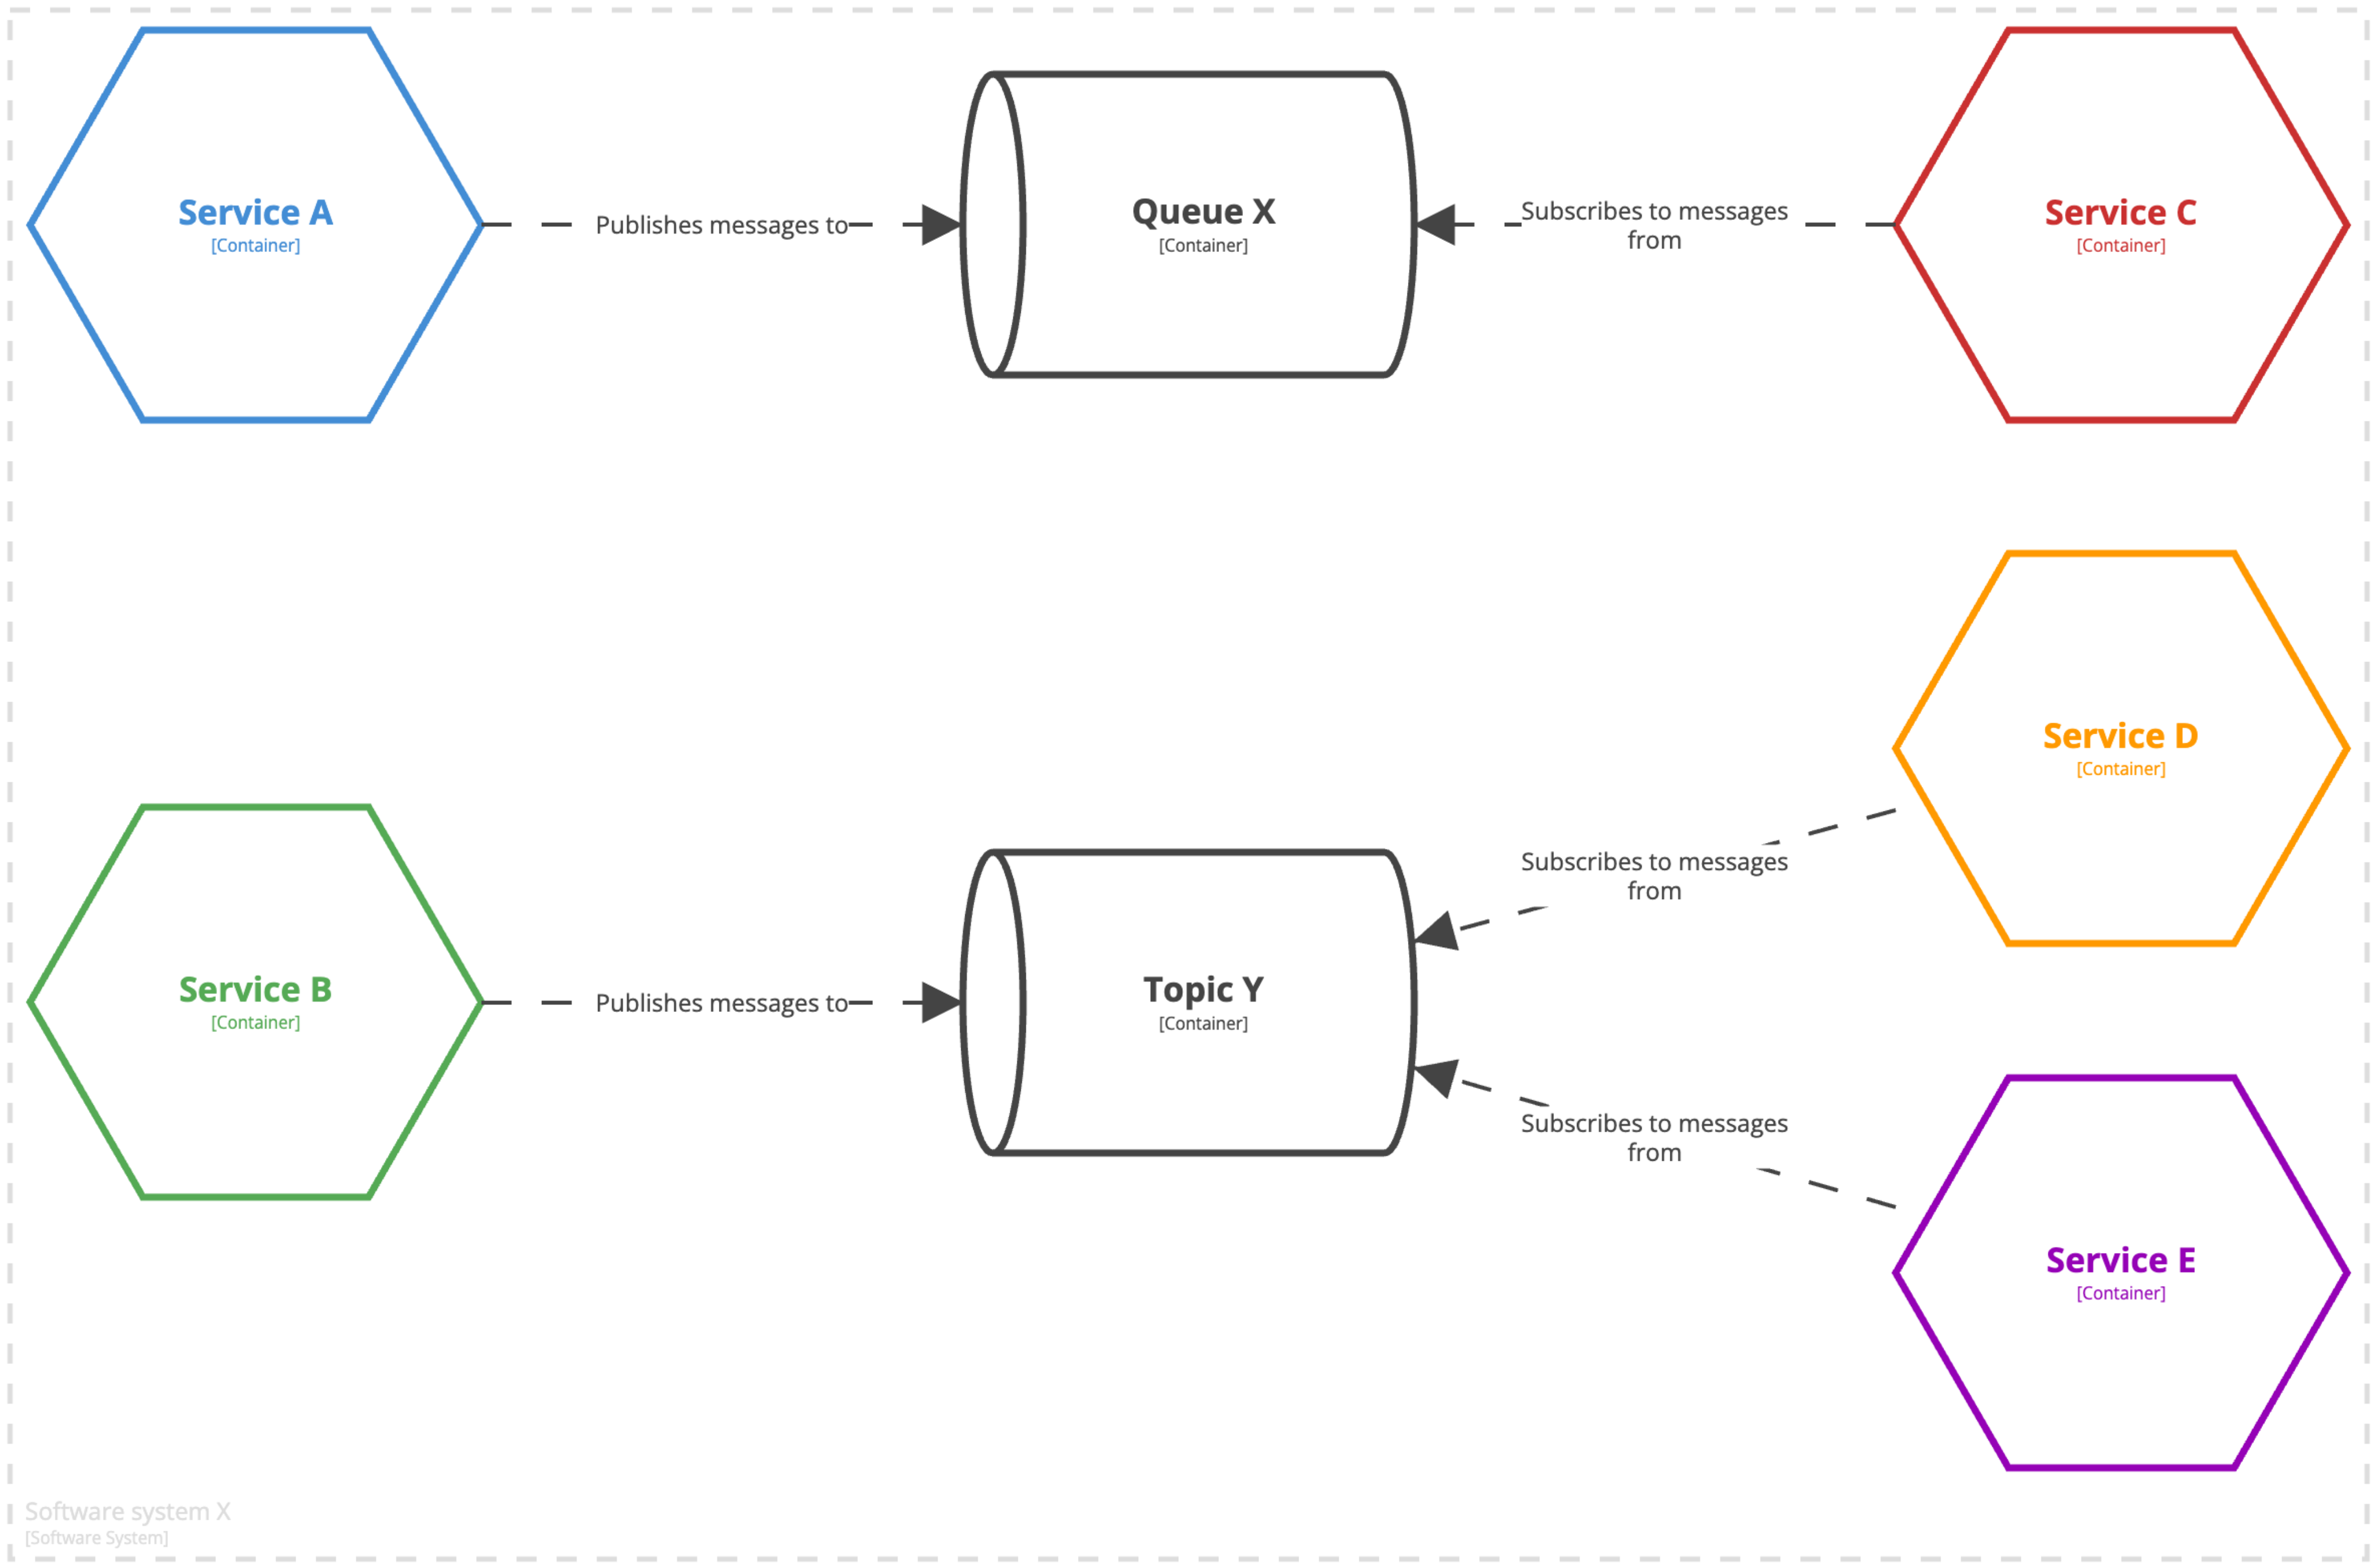 Service A
[Container]
Publishes messages to
Queue X
[Container]
Subscribes to messages
from
Service C
[Container]
Service D
[Container]
Subscribes to messages
from
Service B
[Container]
Publishes messages to
Topic Y
[Container]
Subscribes to messages
from
Service E
[Container]
Software system X
[Software System]